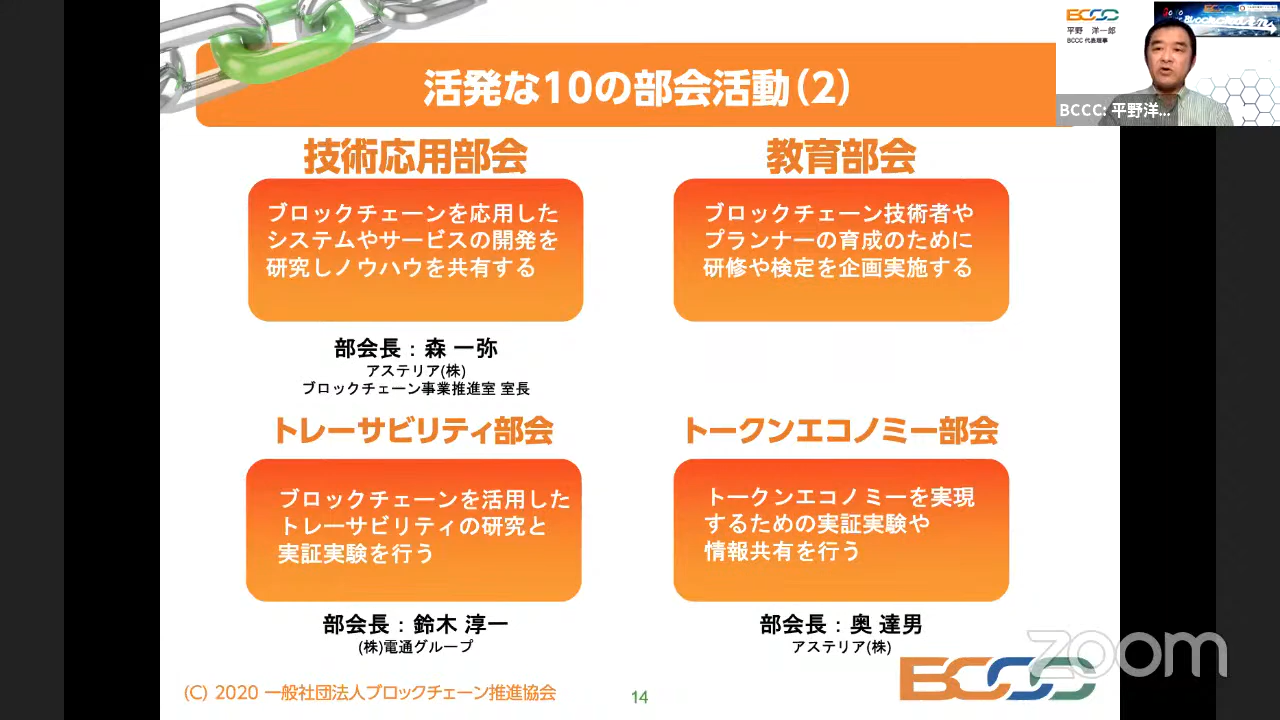 活発な10の部会活動（2）
BCCC
平野　洋一郎
BCCC 代表理事
BCCC: 平野洋...
技術応用部会
ブロックチェーンを応用した
システムやサービスの開発を
研究しノウハウを共有する
部会長：森 一弥
アステリア(株)
ブロックチェーン事業推進室 室長
教育部会
ブロックチェーン技術者や
プランナーの育成のために
研修や検定を企画実施する
トレーサビリティ部会
ブロックチェーンを活用した
トレーサビリティの研究と
実証実験を行う
部会長：鈴木 淳一
(株)電通グループ
トークンエコノミー部会
トークンエコノミーを実現
するための実証実験や
情報共有を行う
部会長：奥 達男
アステリア(株)
zoom
BCCC
(C) 2020 一般社団法人ブロックチェーン推進協会
14